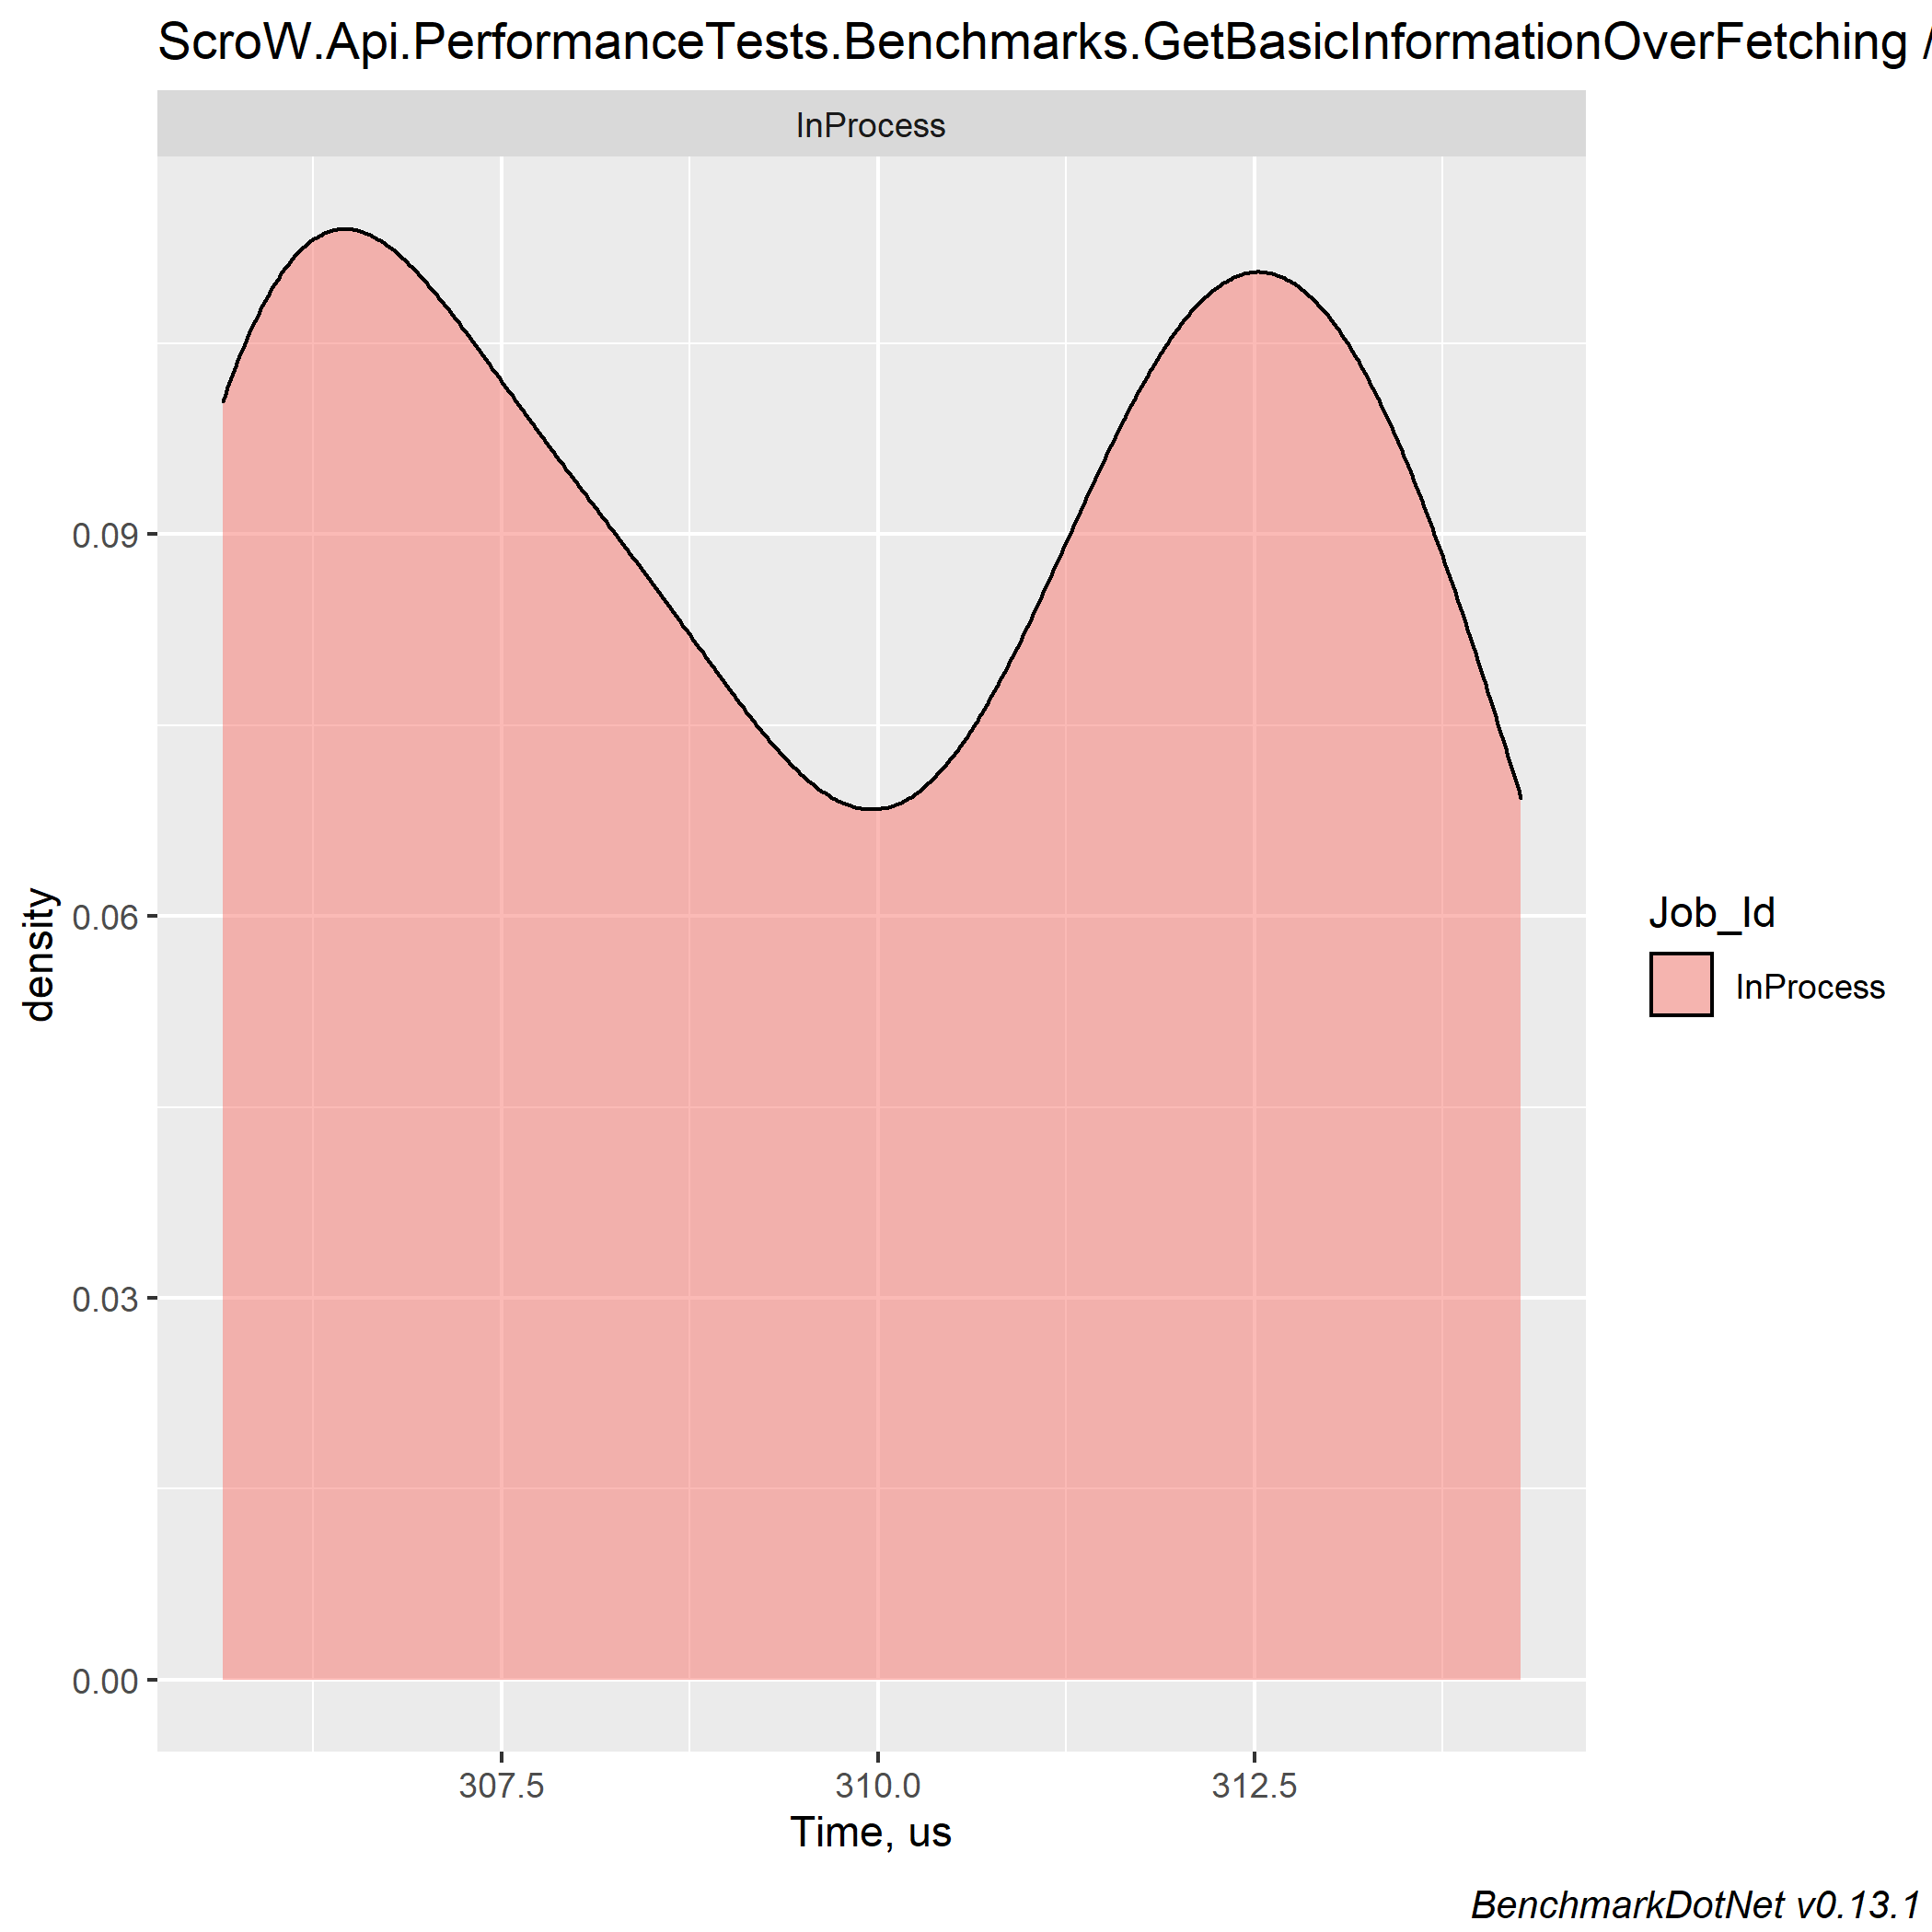 ScroW.Api.PerformanceTests.Benchmarks.GetBasicInformationOverFetching /
InProcess
0.09
0.06
0.03
0.00
density
307.5 310.0 312.5
Time, us
Job_Id
InProcess
BenchmarkDotNet v0.13.1